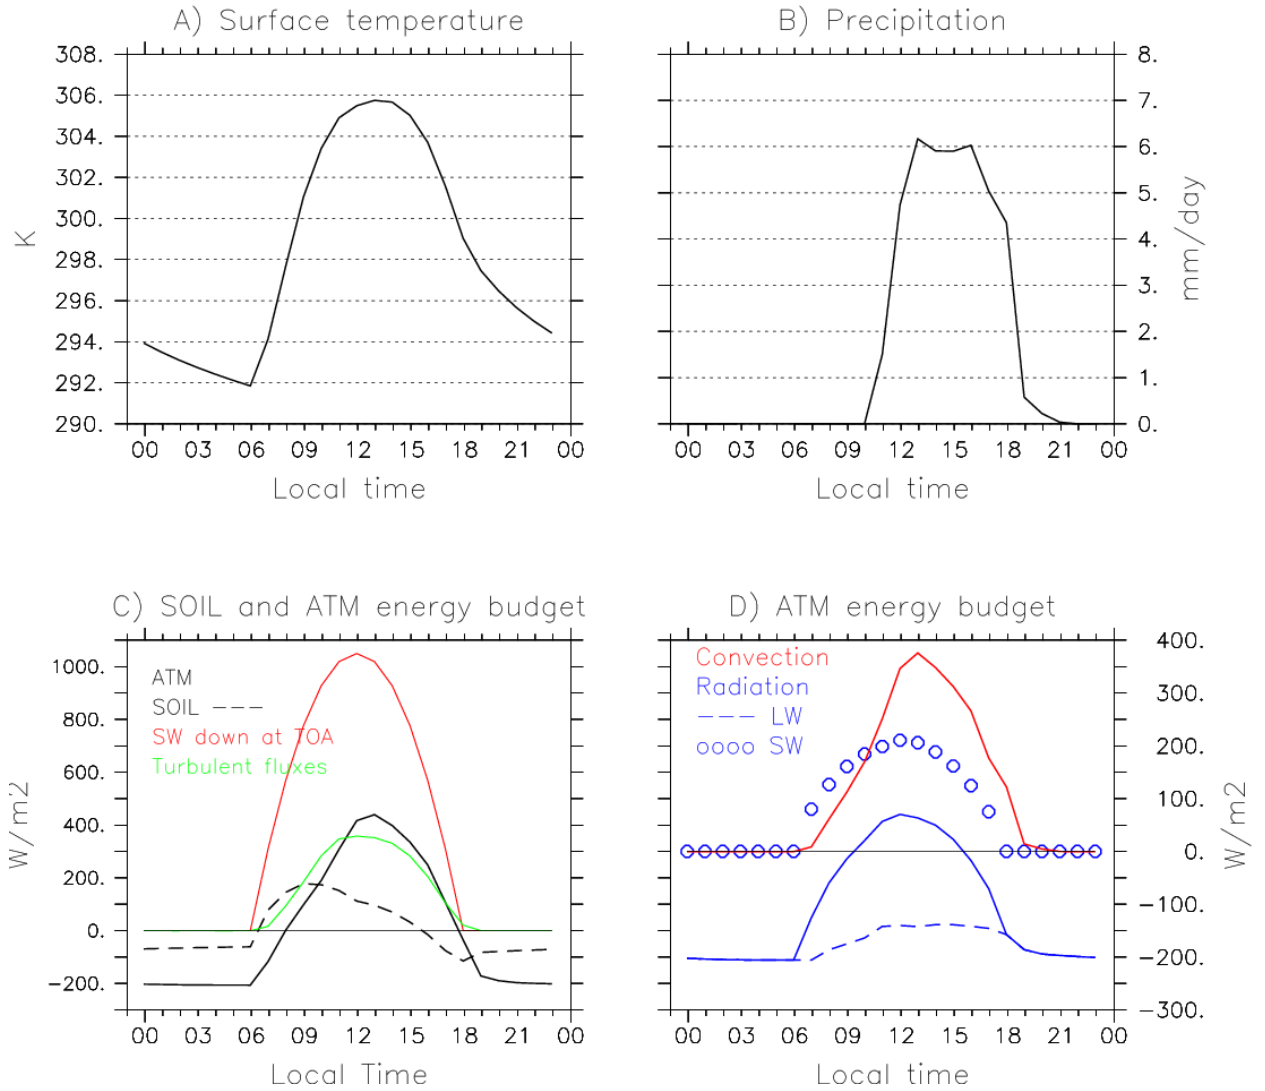 A) Surface temperature
308.
306.
304.
302.
300.
298.
296.
294.
292.
290.
K
00 03 06 09 12 15 18 21 00
Local time
B) Precipitation
8.
7.
6.
5.
4.
3.
2.
1.
0.
mm/day
00 03 06 09 12 15 18 21 00
Local time
C) SOIL and ATM energy budget
1000.
800.
600.
400.
200.
0.
-200.
W/m2
ATM
SOIL ---
SW down at TOA
Turbulent fluxes
00 03 06 09 12 15 18 21 00
Local Time
D) ATM energy budget
Convection
Radiation
--- LW
oooo SW
400.
300.
200.
100.
0.
-100.
-200.
-300.
W/m2
00 03 06 09 12 15 18 21 00
Local time